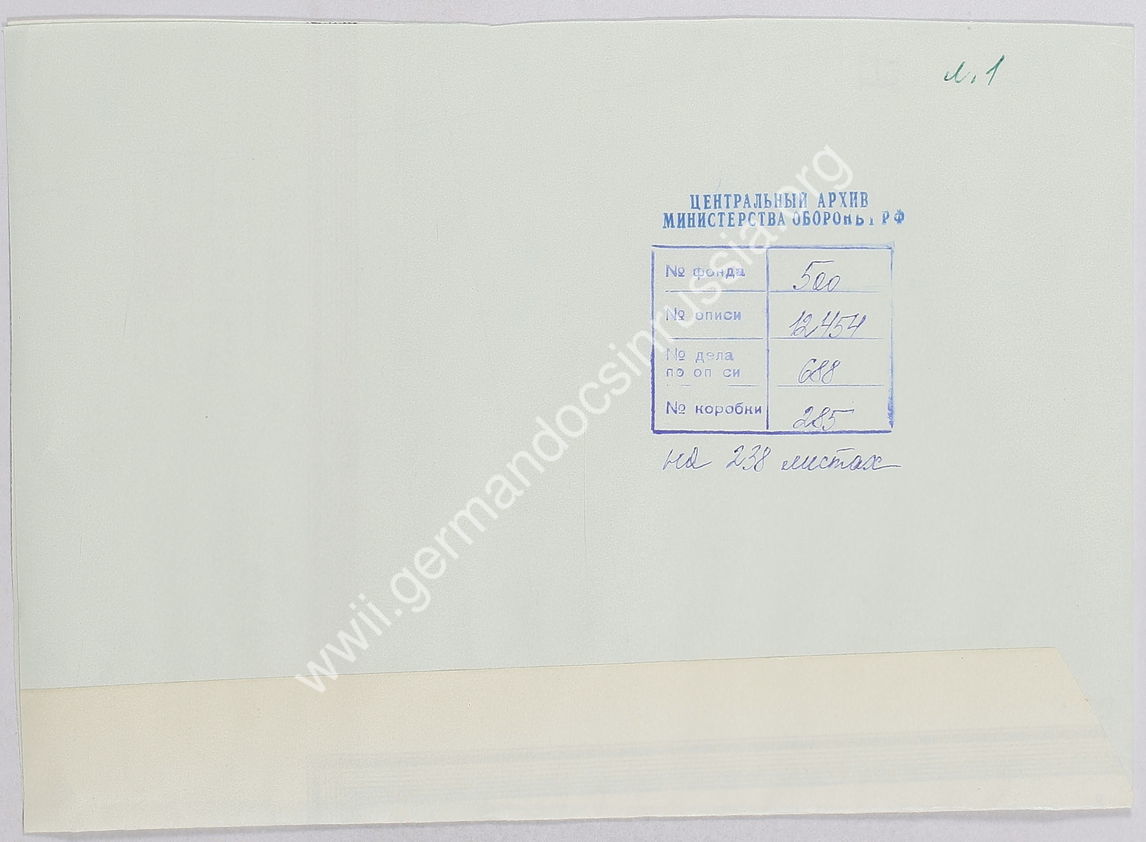 л.1
ЦЕНТРАЛЬНЫЙ АРХИВ
МИНИСТЕРСТВА ОБОРОНЫ РФ
№ фонда 500
№ описи 12454
№ дела
по описи 688
№ коробки 285
на 238 листах
wwii.germandocsinrussia.org